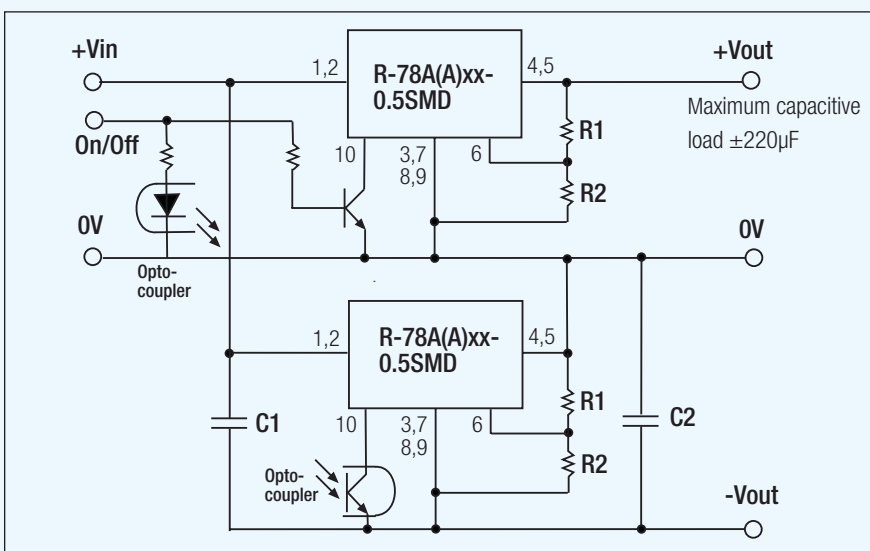 +Vin
On/Off
0V
Opto-
coupler
1,2
R-78A(A)xx-
0.5SMD
4,5
10
3,7
8,9
6
R1
R2
+Vout
Maximum capacitive
load ±220µF
0V
1,2
R-78A(A)xx-
0.5SMD
4,5
C1
10
3,7
8,9
6
R1
R2
C2
Opto-
coupler
-Vout